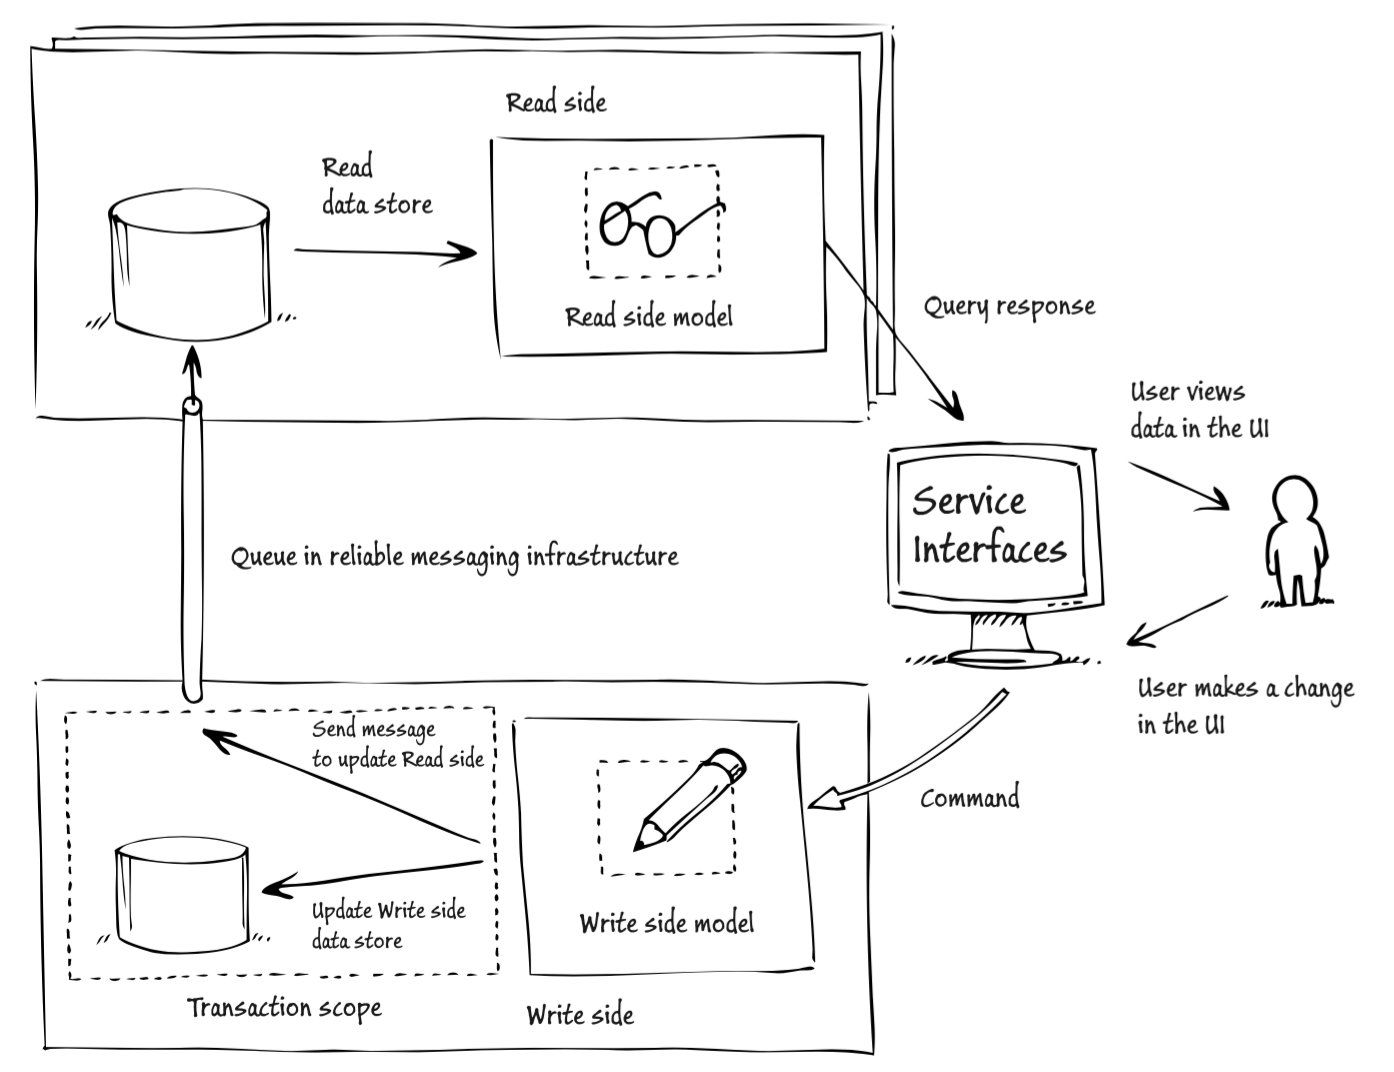 Read side
Read
data store
Read side model
Query response
User views
data in the UI
Service
Interfaces
Queue in reliable messaging infrastructure
User makes a change
in the UI
Send message
to update Read side
Command
Update Write side
data store
Write side model
Transaction scope
Write side